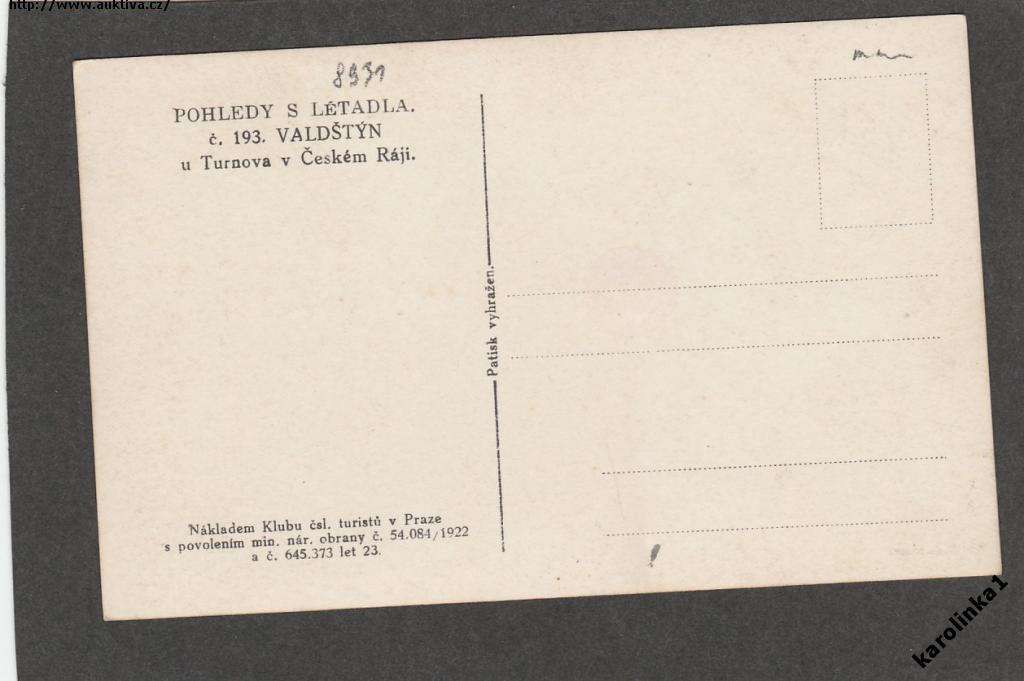 http://www.auktiva.cz/
8931
POHLEDY S LÉTADLA.
č. 193. VALDŠTÝN
u Turnova v Českém Ráji.
Patisk vyhražen.
Nákladem Klubu čsl. turistů v Praze
s povolením min. nár. obrany č. 54.084/1922
a č. 645.373 let 23.
karolinka1